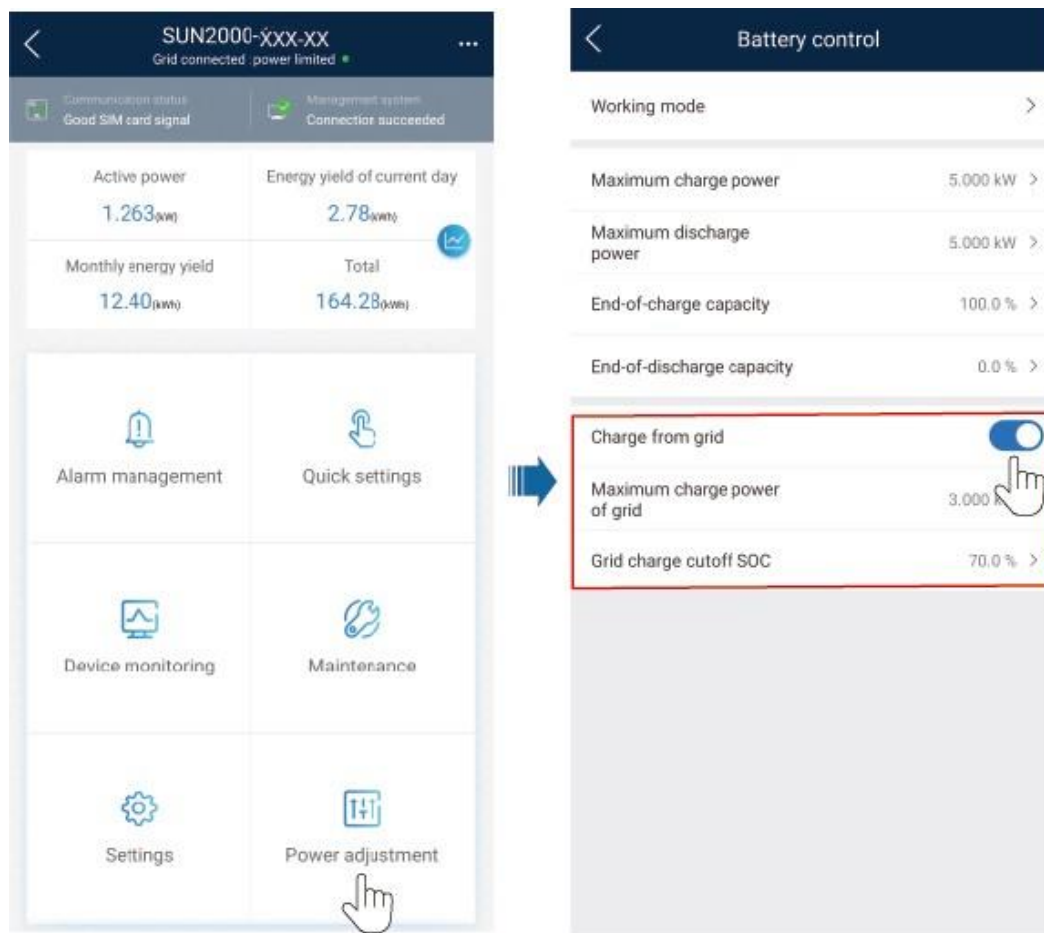 SUN2000-XXX-XX
Grid connected :power limited
Communication status
Good SIM card signal
Management system
Connection succeeded
Active power
1.263(kW)
Energy yield of current day
2.78(kWh)
Monthly energy yield
12.40(kWh)
Total
164.28(kWh)
Alarm management
Quick settings
Device monitoring
Maintenance
Settings
Power adjustment
Battery control
Working mode
Maximum charge power
5.000 kW
Maximum discharge
power
5.000 kW
End-of-charge capacity
100.0 %
End-of-discharge capacity
0.0 %
Charge from grid
Maximum charge power
of grid
3.000
Grid charge cutoff SOC
70.0 %